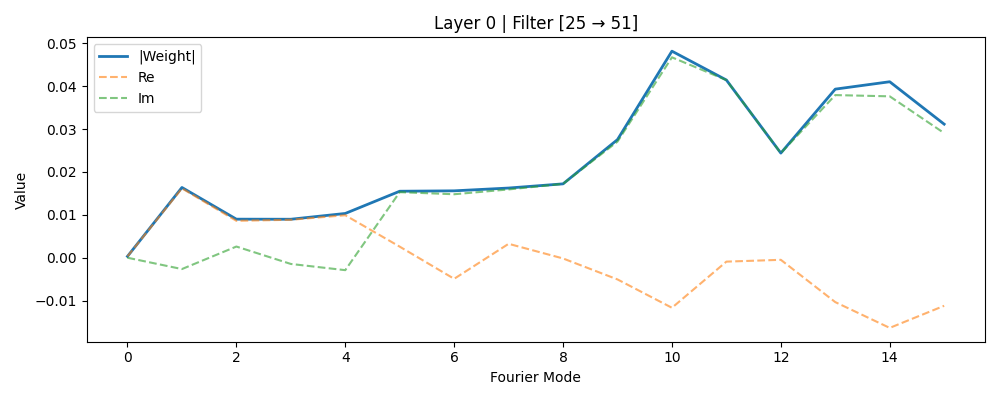 Layer 0 | Filter [25 → 51]
|Weight|
Re
Im
Value
0.05
0.04
0.03
0.02
0.01
0.00
−0.01
0 2 4 6 8 10 12 14
Fourier Mode